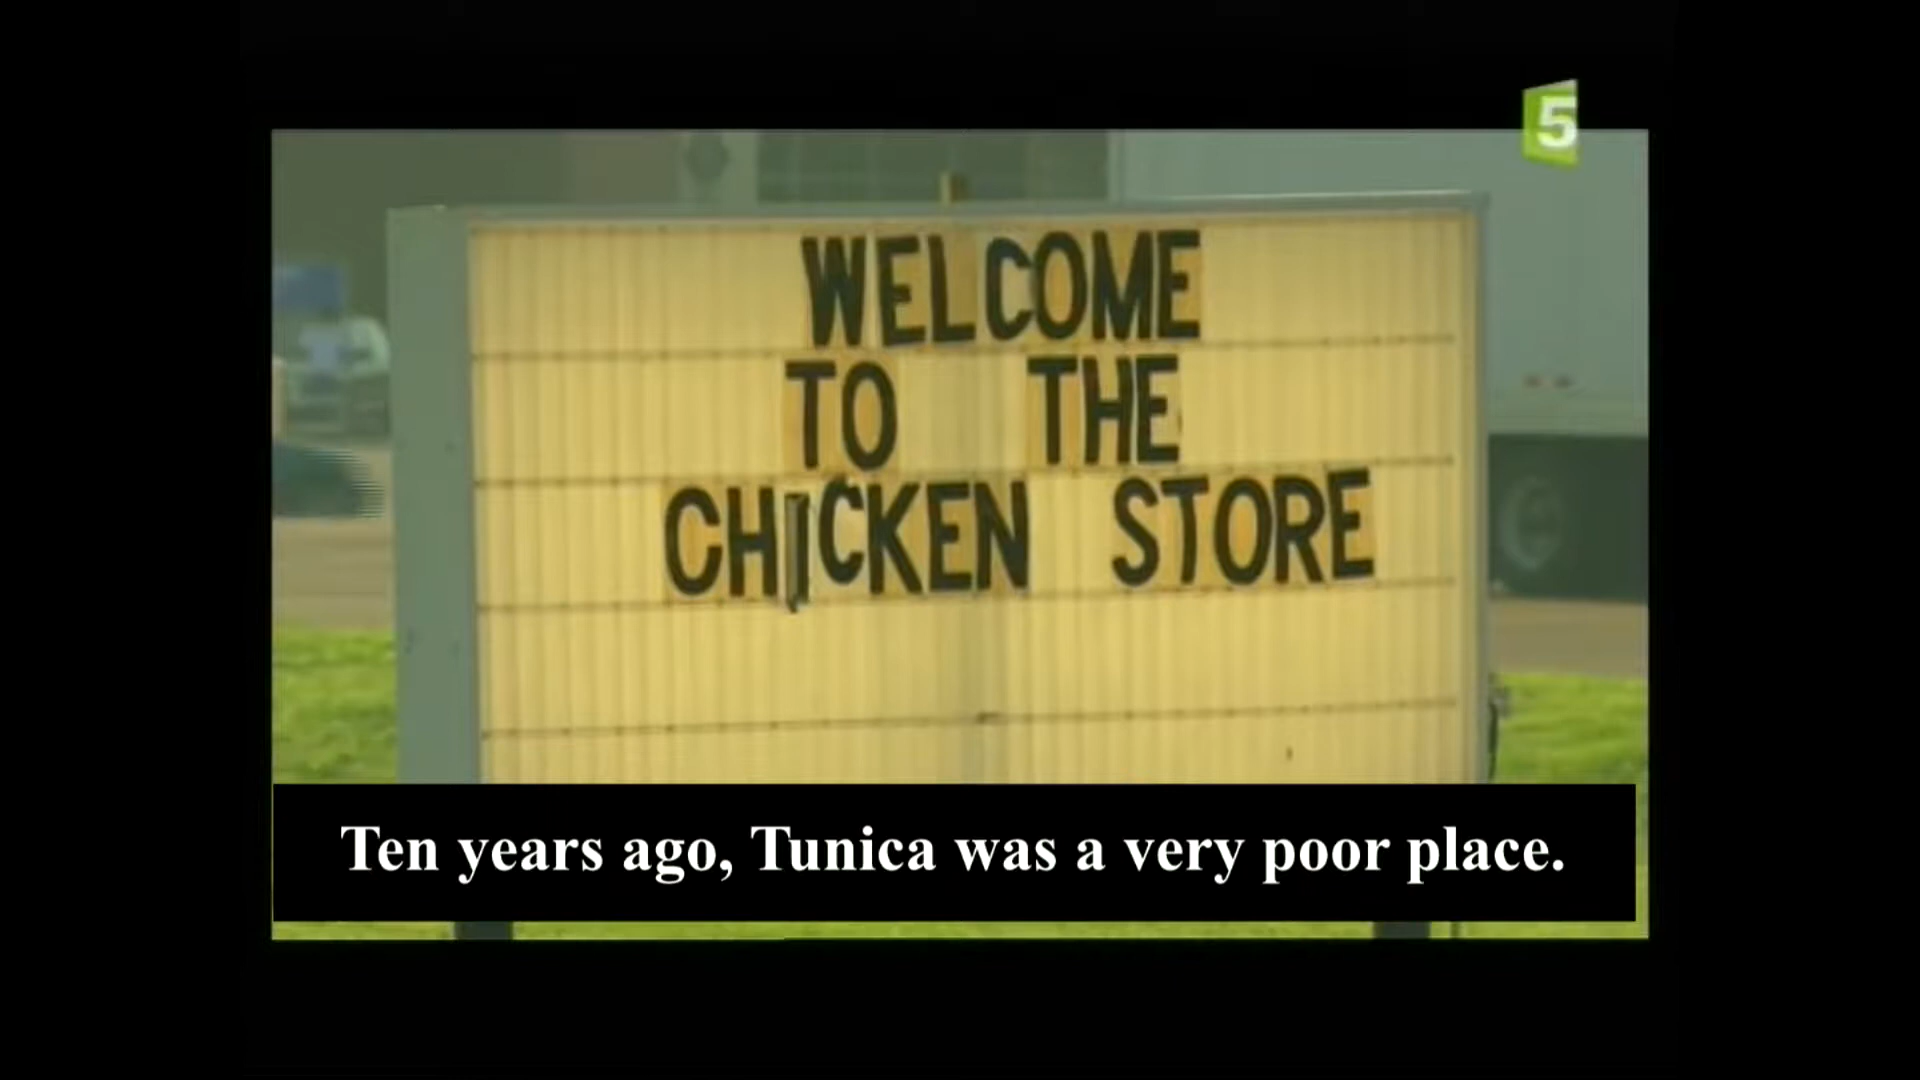 5
WELCOME
TO THE
CHICKEN STORE
Ten years ago, Tunica was a very poor place.